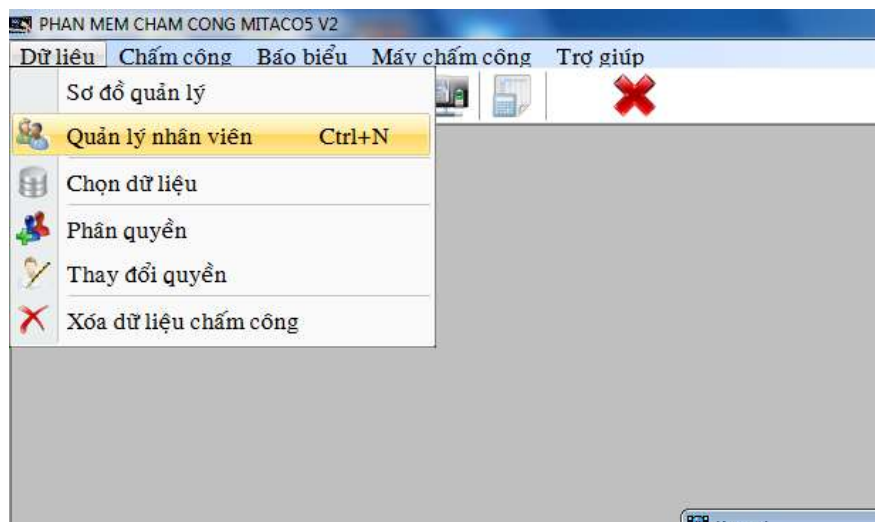 PHAN MEM CHAM CONG MITACO5 V2
Dữ liệu Chấm công Báo biểu Máy chấm công Trợ giúp
Sơ đồ quản lý
Quản lý nhân viên Ctrl+N
Chọn dữ liệu
Phân quyền
Thay đổi quyền
Xóa dữ liệu chấm công